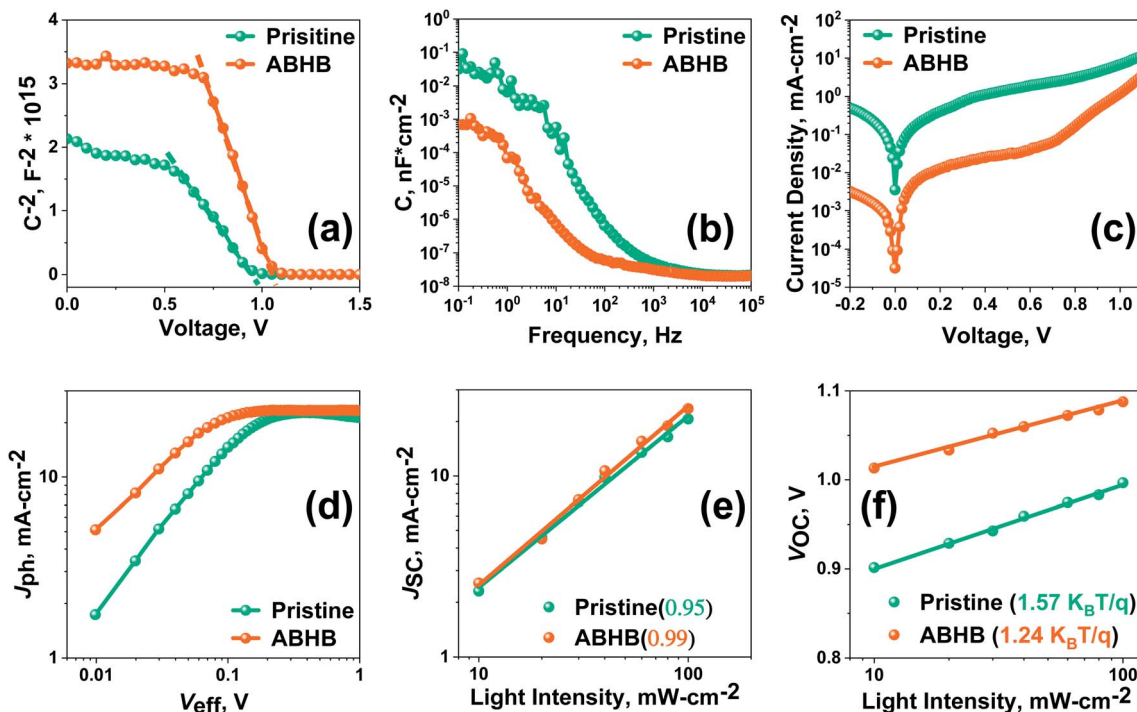 Prisitine
ABHB
C-2, F-2 * 10 15
4
3
2
1
0
0.0 0.5 1.0 1.5
Voltage, V
(a)
Pristine
ABHB
C, nF*cm-2
10 0
10 -1
10 -2
10 -3
10 -4
10 -5
10 -6
10 -7
10 -8
10 -1 10 0 10 1 10 2 10 3 10 4 10 5
Frequency, Hz
(b)
Pristine
ABHB
Current Density, mA-cm-2
10 2
10 1
10 0
10 -1
10 -2
10 -3
10 -4
10 -5
-0.2 0.0 0.2 0.4 0.6 0.8 1.0
Voltage, V
(c)
Jph, mA-cm-2
10
1
0.01 0.1 1
Veff, V
(d)
Pristine
ABHB
JSC, mA-cm-2
10
1
10 100
Light Intensity, mW-cm-2
(e)
Pristine(0.95)
ABHB(0.99)
VOC, V
1.1
1.0
0.9
0.8
10 100
Light Intensity, mW-cm-2
(f)
Pristine (1.57 KBT/q)
ABHB (1.24 KBT/q)